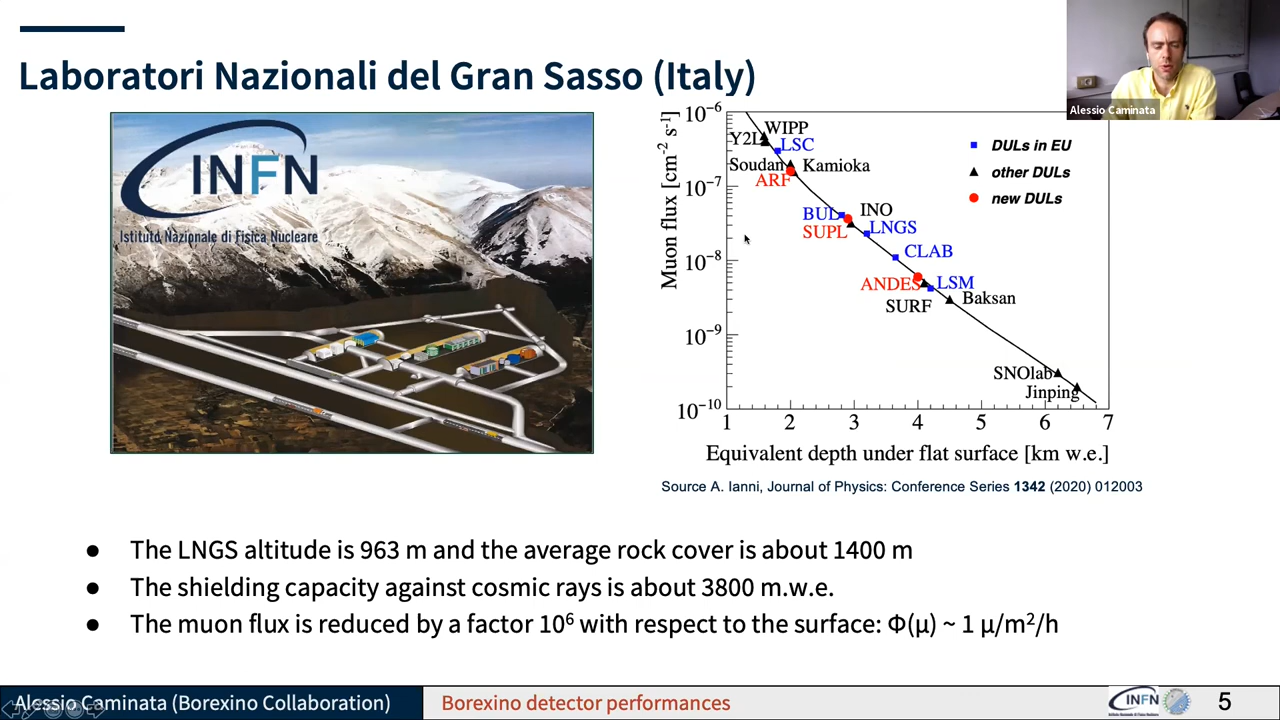 Laboratori Nazionali del Gran Sasso (Italy)
Alessio Caminata
INFN
Istituto Nazionale di Fisica Nucleare
Muon flux [cm-2 s-1]
10-6
10-7
10-8
10-9
10-10
WIPP
Y2L
LSC
Soudan
Kamioka
ARF
INO
BUL
LNGS
SUPL
CLAB
ANDES
LSM
SURF
Baksan
SNOlab
Jinping
DULs in EU
other DULs
new DULs
1 2 3 4 5 6 7
Equivalent depth under flat surface [km w.e.]
Source A. Ianni, Journal of Physics: Conference Series 1342 (2020) 012003
● The LNGS altitude is 963 m and the average rock cover is about 1400 m
● The shielding capacity against cosmic rays is about 3800 m.w.e.
● The muon flux is reduced by a factor 10⁶ with respect to the surface: Φ(μ) ~ 1 μ/m²/h
Alessio Caminata (Borexino Collaboration)
Borexino detector performances
INFN
5